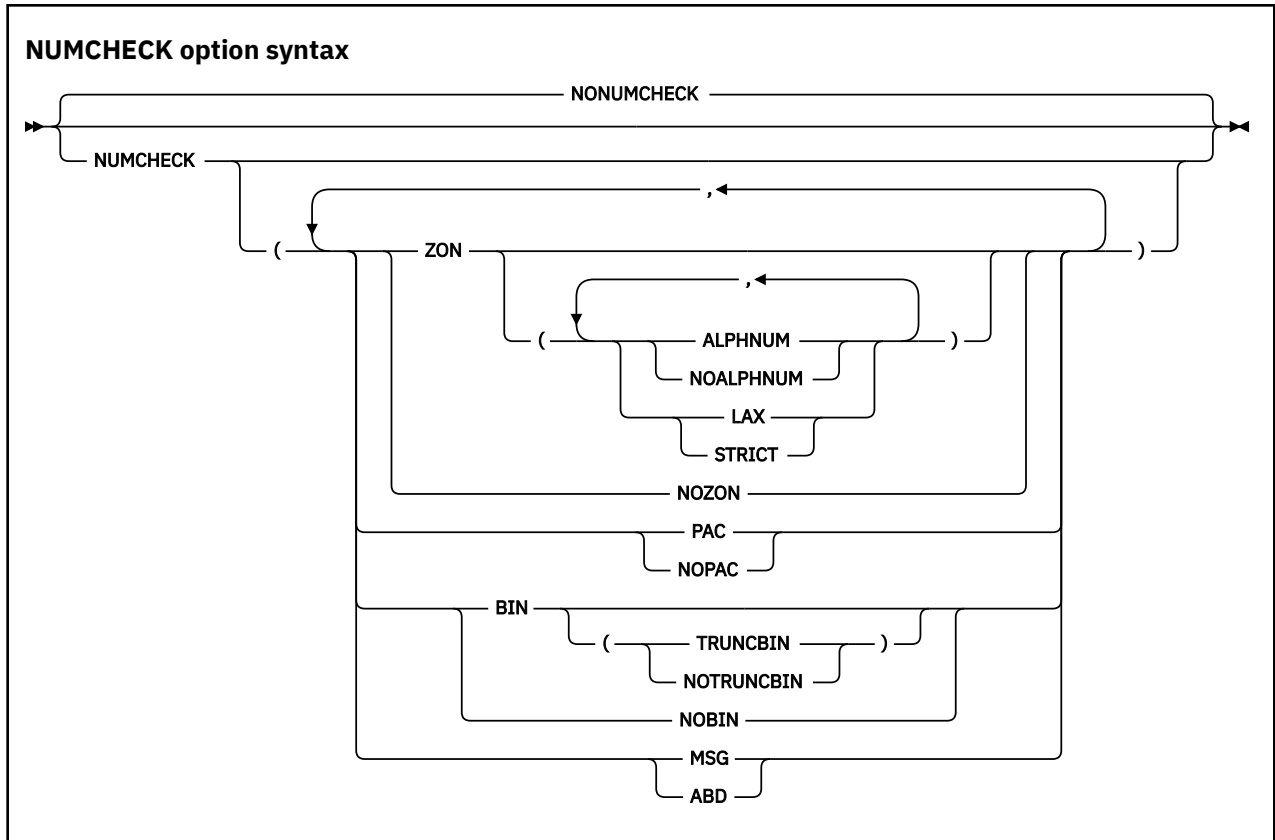 NUMCHECK option syntax
NONUMCHECK
NUMCHECK
,
( ZON )
,
( ALPHNUM )
NOALPHNUM
LAX
STRICT
NOZON
PAC
NOPAC
BIN
( TRUNCBIN )
NOTRUNCBIN
NOBIN
MSG
ABD